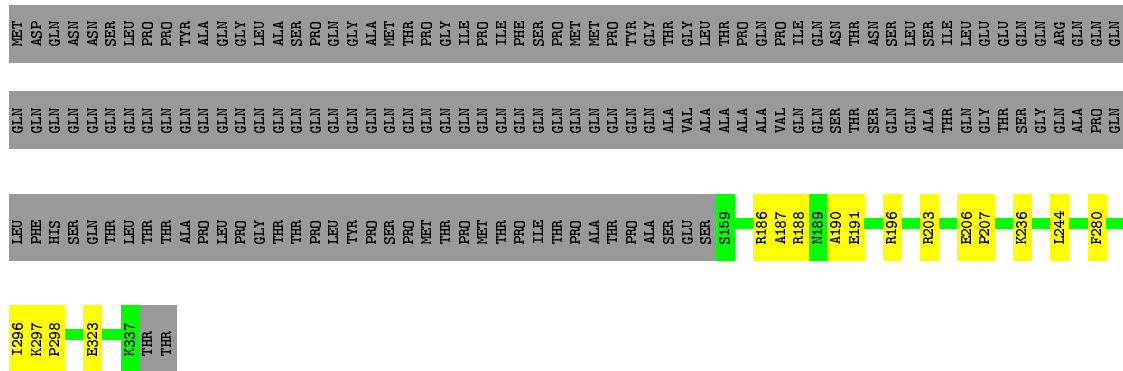 MET ASP GLN ASN ASN SER LEU PRO PRO TYR ALA GLN GLY LEU ALA SER PRO GLN GLY ALA MET THR PRO GLY ILE PRO ILE PHE SER PRO MET MET PRO TYR GLY THR GLY LEU THR PRO GLN PRO ILE GLN ASN THR ASN SER LEU SER ILE LEU GLU GLU GLN GLN ARG GLN GLN GLN
GLN GLN GLN GLN GLN GLN GLN GLN GLN GLN GLN GLN GLN GLN GLN GLN GLN GLN GLN GLN GLN GLN GLN GLN GLN GLN GLN GLN GLN GLN GLN GLN GLN GLN GLN ALA VAL ALA ALA ALA ALA VAL GLN GLN SER THR SER GLN GLN ALA THR GLN GLY THR SER GLY GLN ALA PRO GLN
LEU PHE HIS SER GLN THR LEU THR THR ALA PRO LEU PRO GLY THR THR PRO LEU TYR PRO SER PRO MET THR PRO MET THR PRO ILE THR PRO ALA THR PRO ALA SER GLU SER S159 R186 A187 R188 N189 A190 E191 R196 R203 E206 P207 K236 L244 F280
I296 K297 P298 E323 K337 THR THR